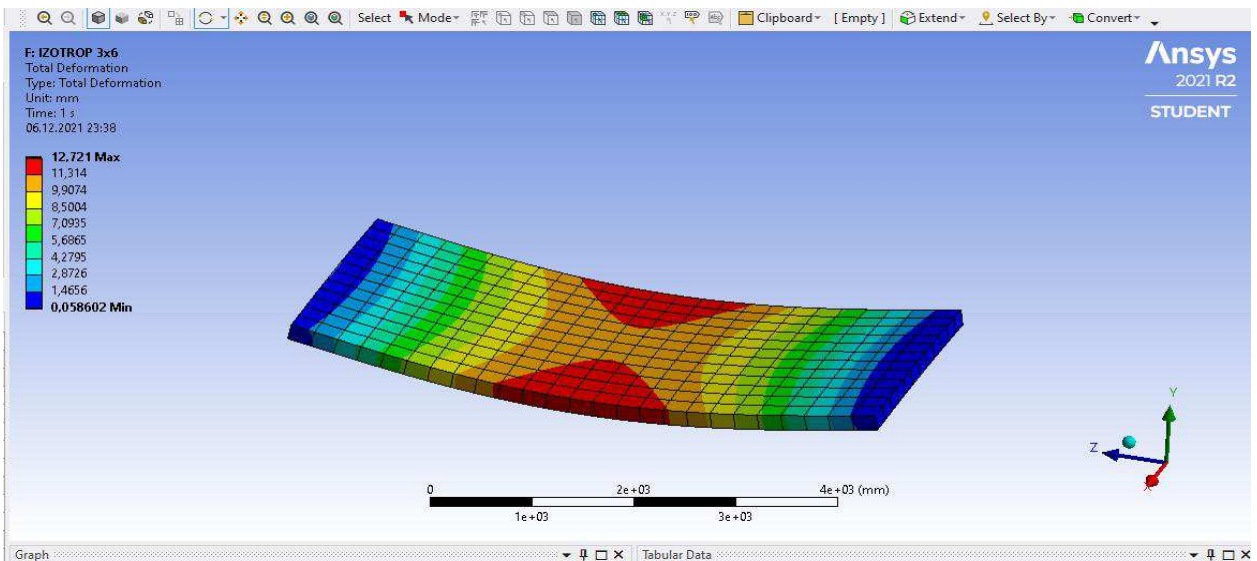 Select Mode Clipboard [ Empty ] Extend Select By Convert
F: IZOTROP 3x6
Total Deformation
Type: Total Deformation
Unit: mm
Time: 1 s
06.12.2021 23:38
12,721 Max
11,314
9,9074
8,5004
7,0935
5,6865
4,2795
2,8726
1,4656
0,058602 Min
Ansys
2021 R2
STUDENT
Y
Z
X
0 2e+03 4e+03 (mm)
1e+03 3e+03
Graph Tabular Data